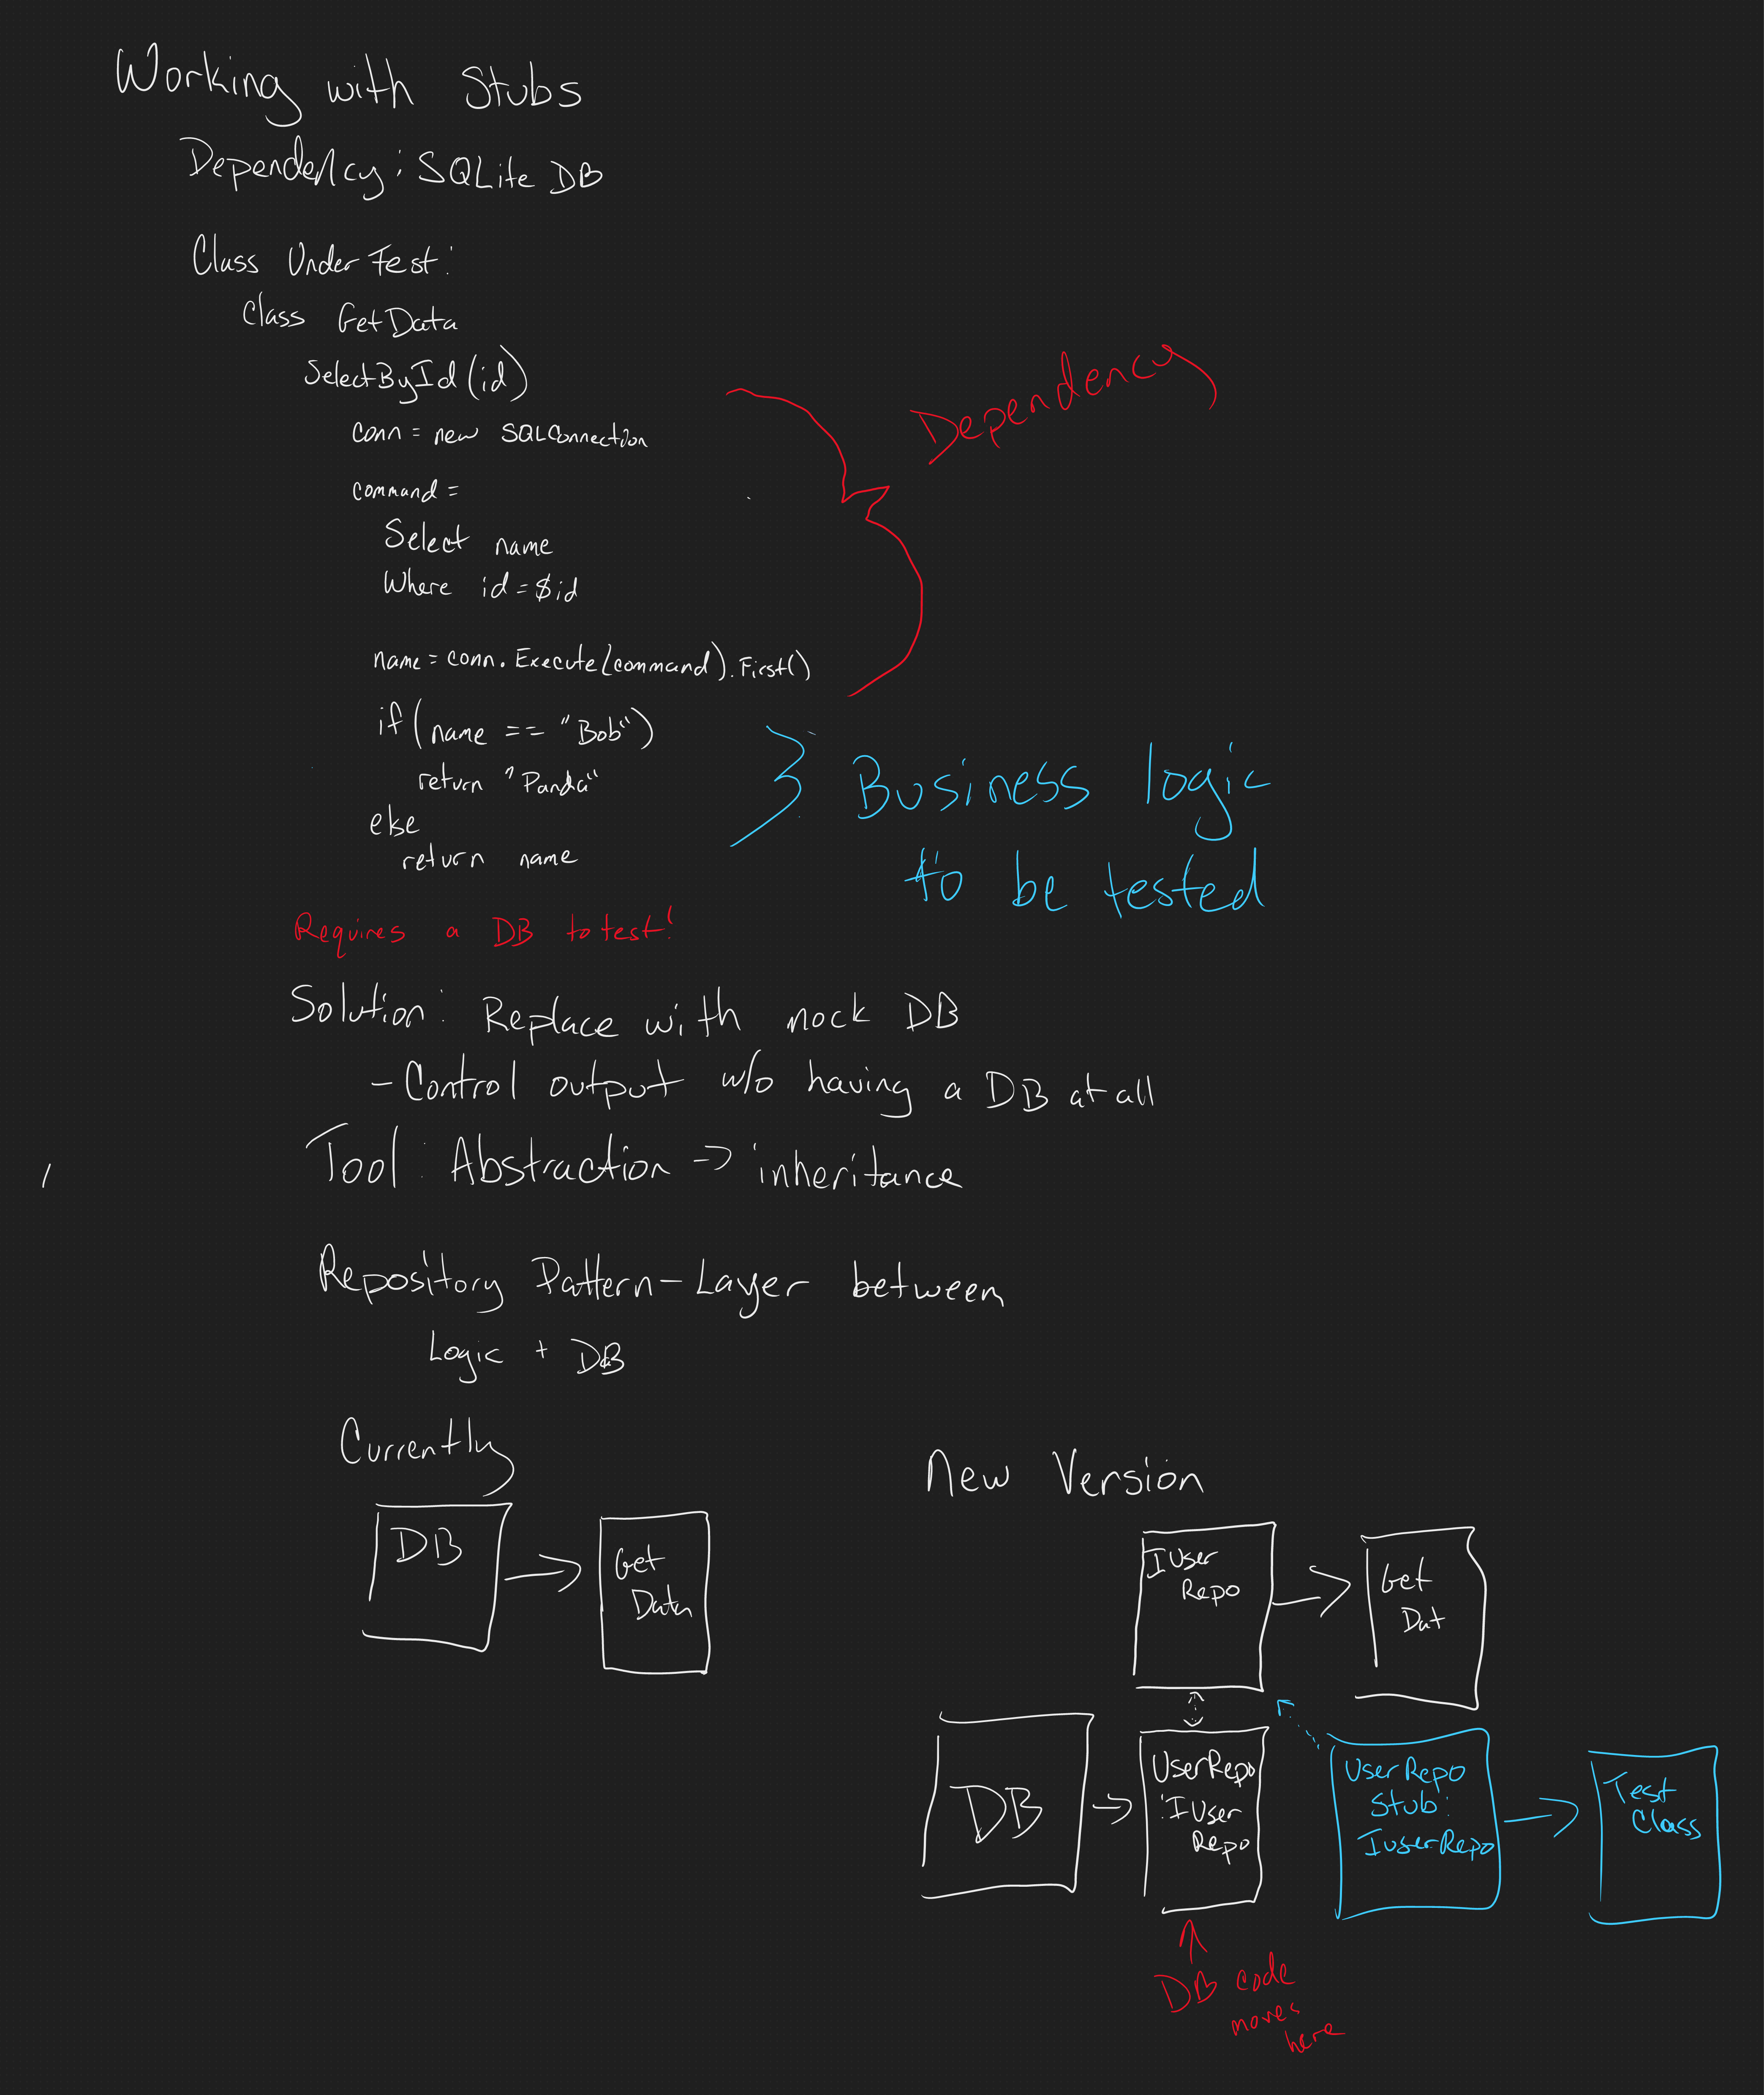 Working with Stubs
Dependency: SQLite DB
Class Under Test:
Class GetData
SelectById(id)
conn = new SQLConnection
command =
Select name
Where id = $id
name = conn.Execute(command).First()
Dependency
if (name == "Bob")
return "Panda"
else
return name
Business logic
to be tested
Requires a DB to test!
Solution: Replace with mock DB
- Control output w/o having a DB at all
Tool: Abstraction -> inheritance
Repository Pattern - Layer between
Logic + DB
Currently
DB
Get
Data
New Version
IUser
Repo
Get
Dat
DB
UserRepo
:IUser
Repo
UserRepo
Stub:
IUserRepo
Test
Class
DB code
moves
here